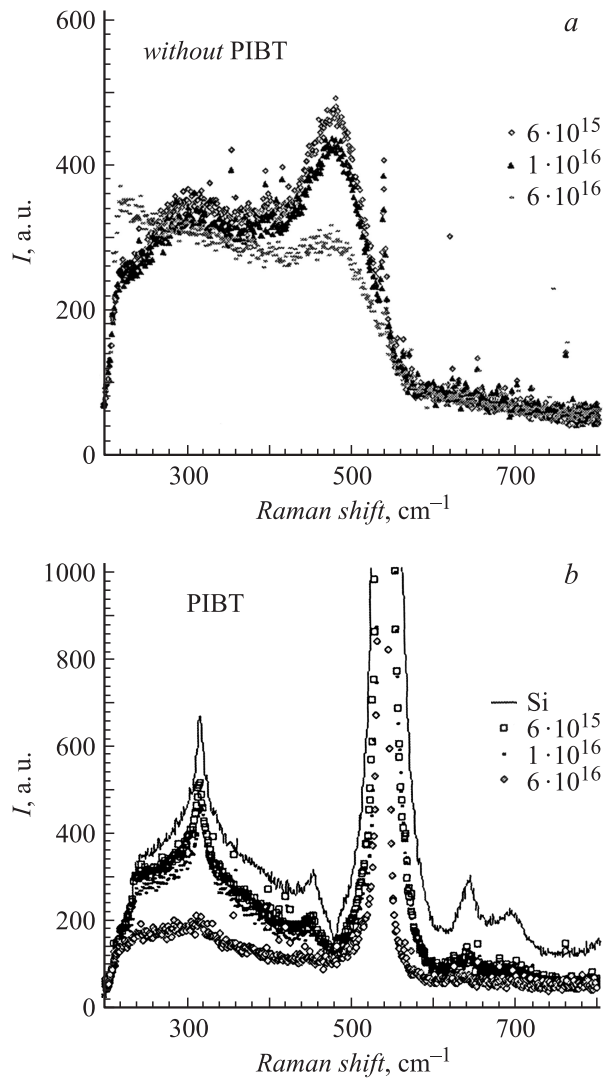 600
a
without PIBT
6·10^15
1·10^16
6·10^16
400
I, a. u.
200
0
300
500
700
Raman shift, cm^−1
1000
b
PIBT
800
Si
6·10^15
1·10^16
6·10^16
600
I, a. u.
400
200
0
300
500
700
Raman shift, cm^−1